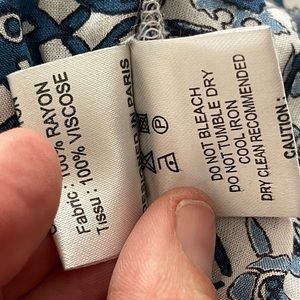 Fabric : 100% RAYON
Tissu : 100% VISCOSE
IN PARIS
DO NOT BLEACH
DO NOT TUMBLE DRY
COOL IRON
DRY CLEAN RECOMMENDED
CAUTION :